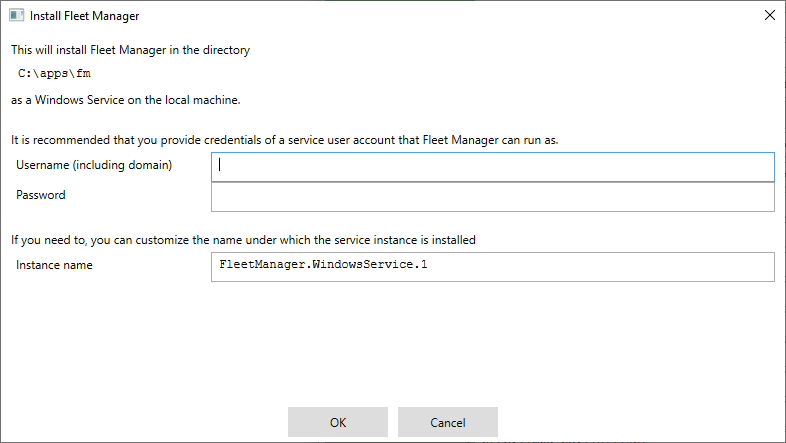 Install Fleet Manager
This will install Fleet Manager in the directory
C:\apps\fm
as a Windows Service on the local machine.
It is recommended that you provide credentials of a service user account that Fleet Manager can run as.
Username (including domain)
Password
If you need to, you can customize the name under which the service instance is installed
Instance name FleetManager.WindowsService.1
OK Cancel